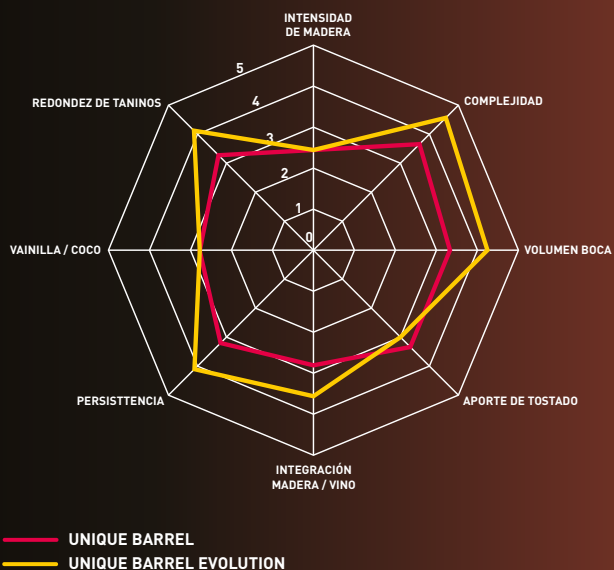 INTENSIDAD
DE MADERA
5
REDONDEZ DE TANINOS
4
COMPLEJIDAD
3
2
1
0
VAINILLA / COCO
VOLUMEN BOCA
PERSISTTENCIA
APORTE DE TOSTADO
INTEGRACIÓN
MADERA / VINO
UNIQUE BARREL
UNIQUE BARREL EVOLUTION